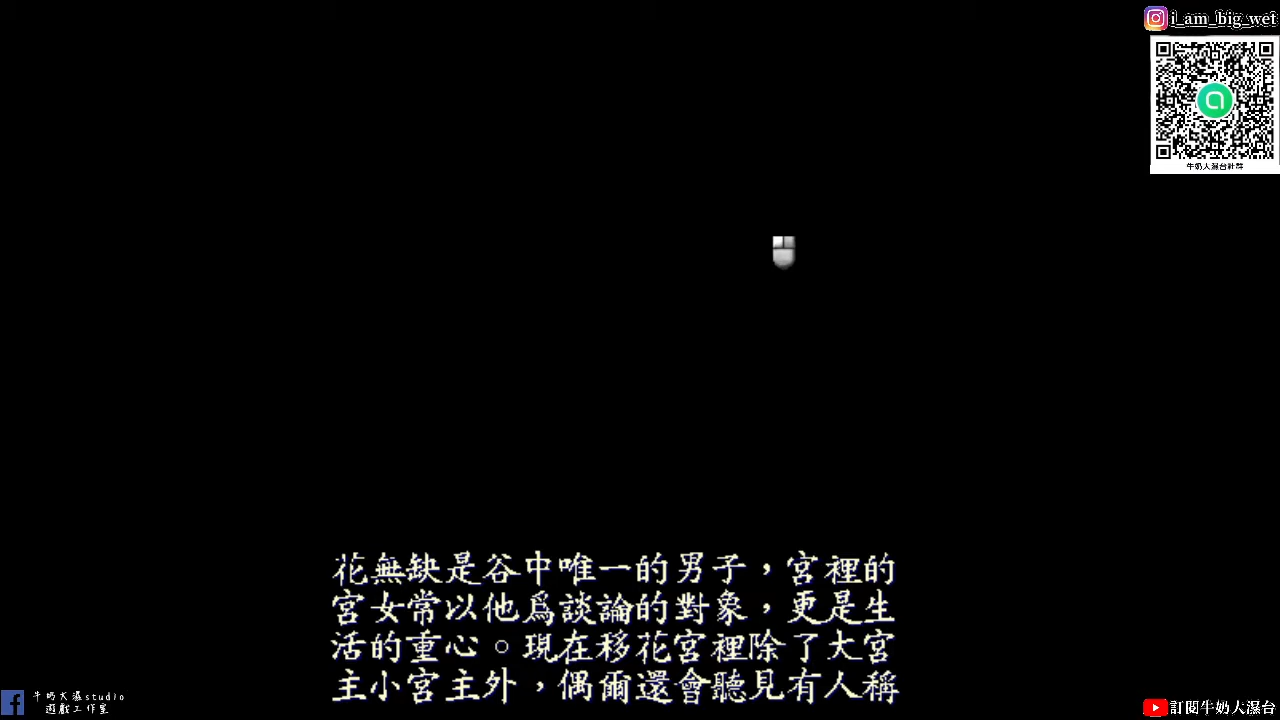 i_am_big_wet
牛奶大濕台社群
花無缺是谷中唯一的男子，宮裡的
宮女常以他爲談論的對象，更是生
活的重心。現在移花宮裡除了大宮
主小宮主外，偶爾還會聽見有人稱
牛奶大濕studio
遊戲工作室
訂閱牛奶大濕台